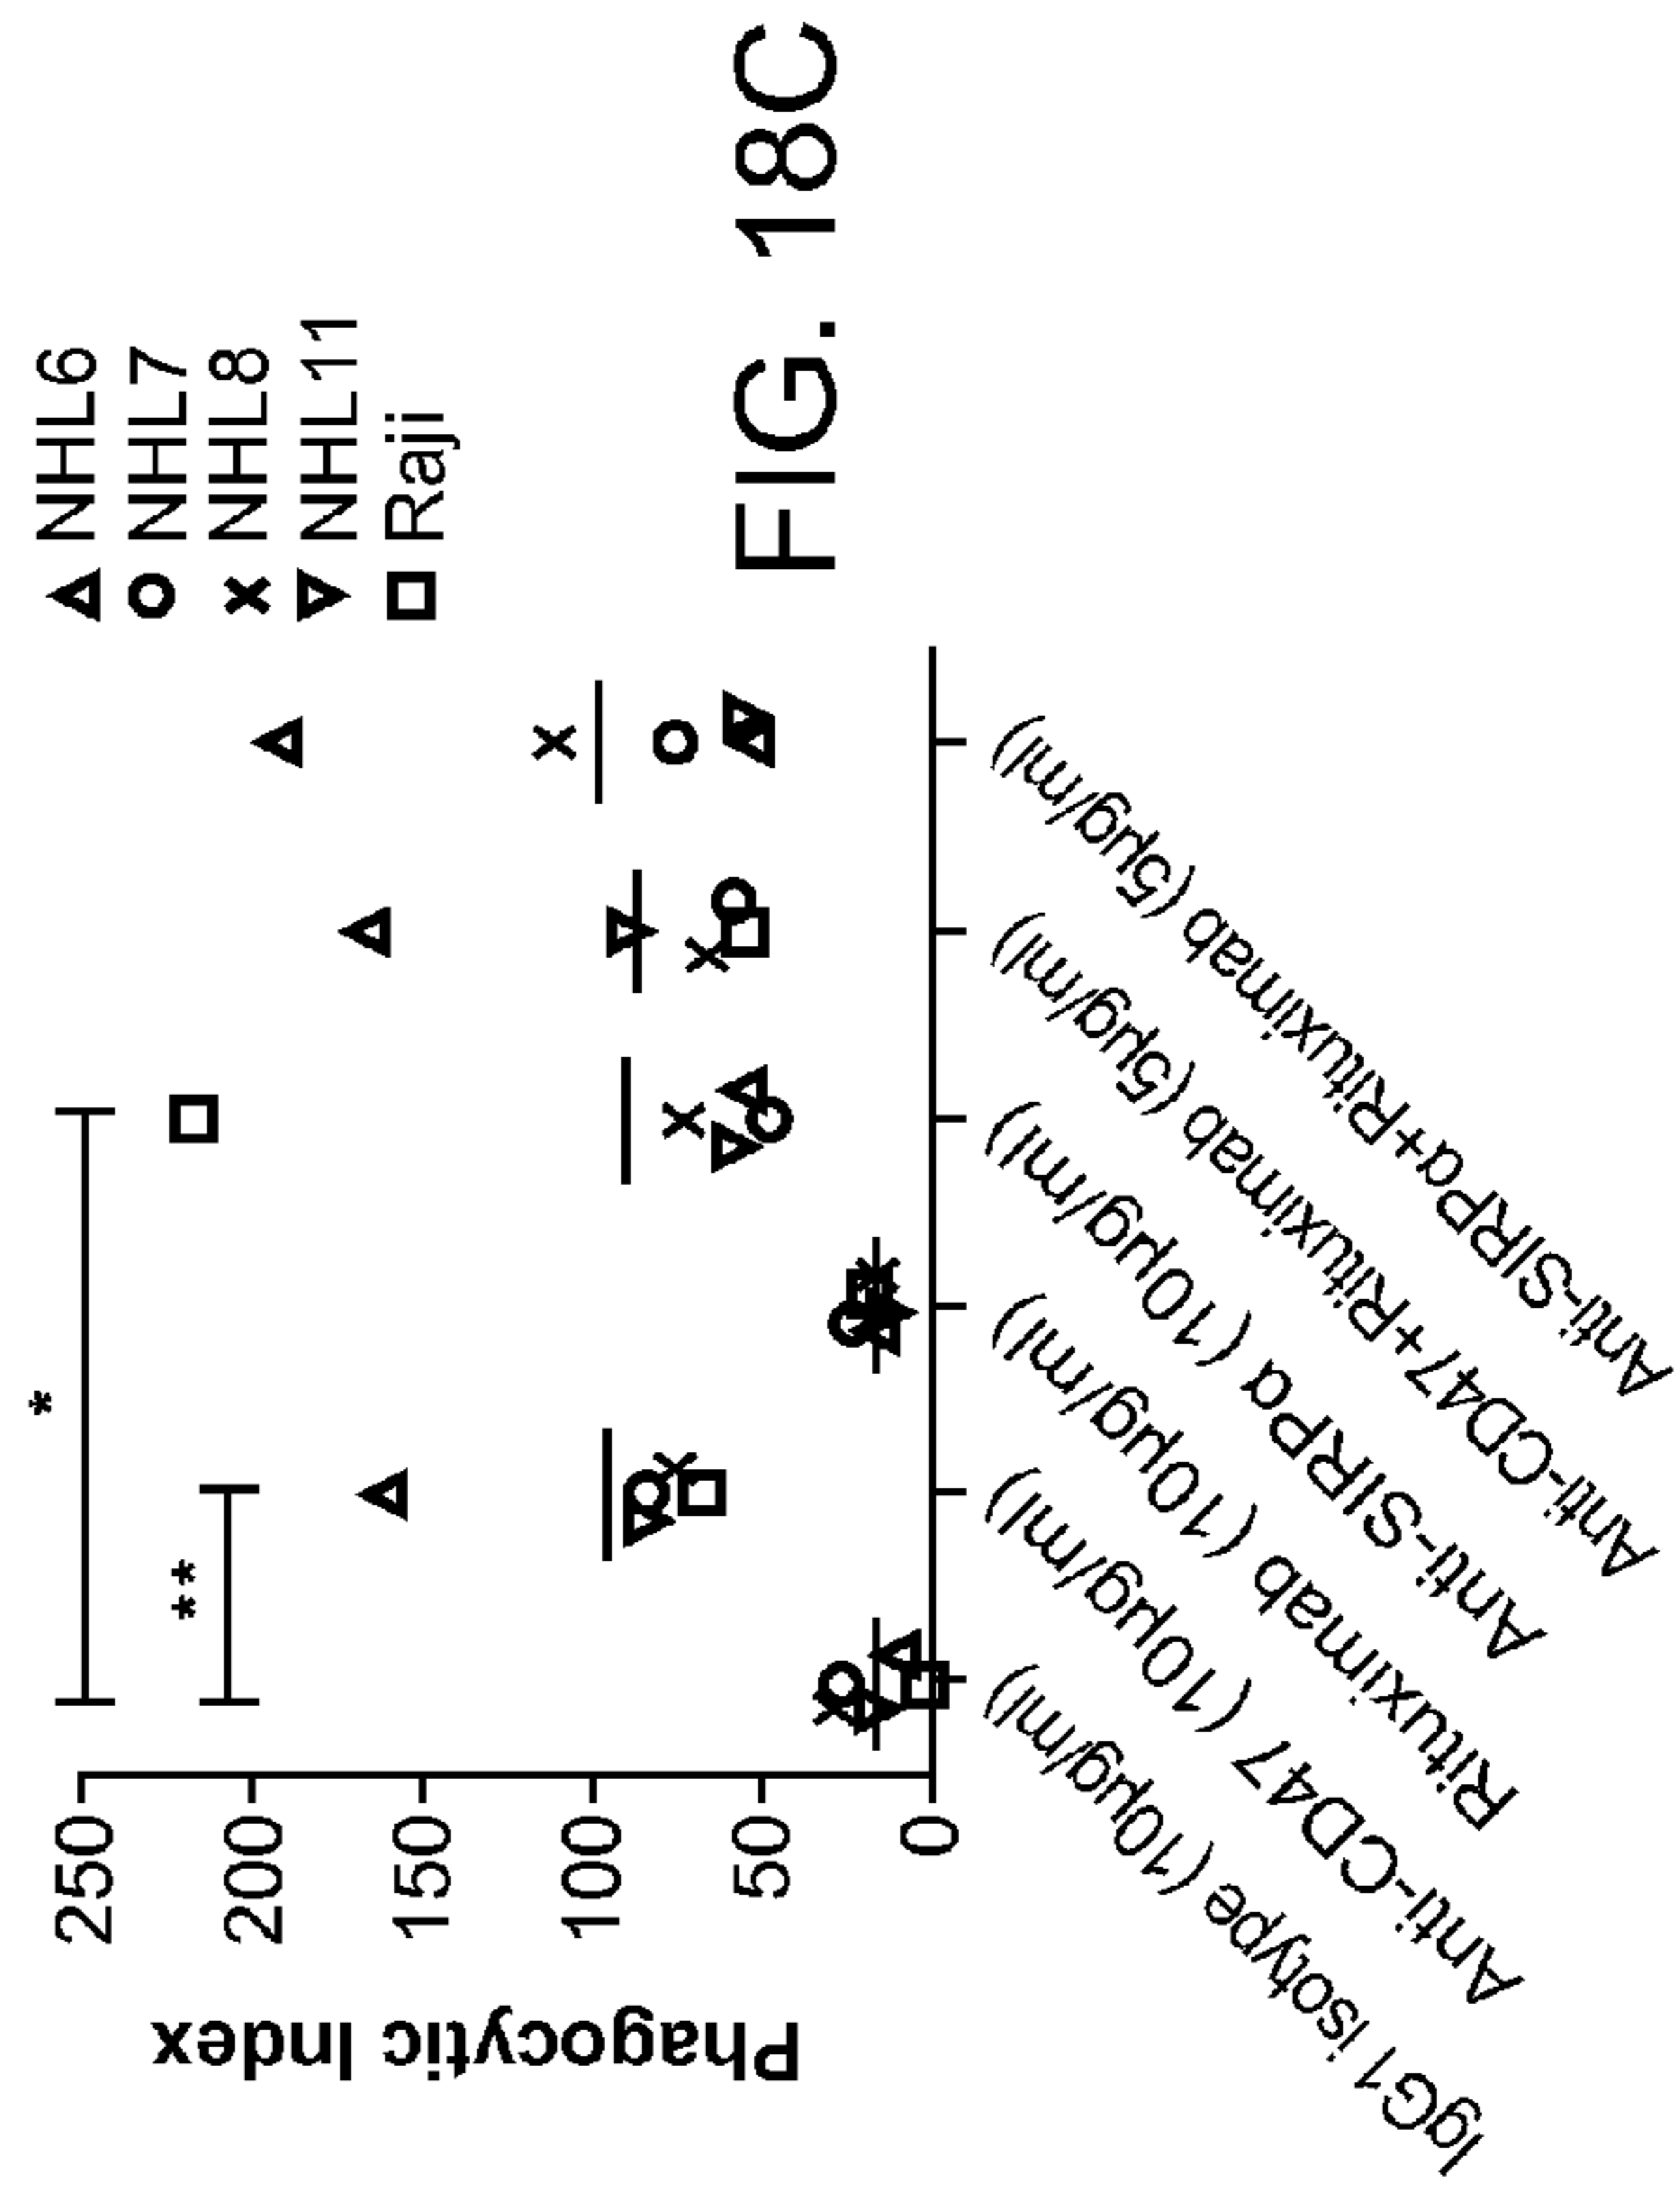 *
**
△ NHL6
○ NHL7
× NHL8
▽ NHL11
□ Raji
Phagocytic Index
250
200
150
100
50
0
IgG1 isotype (10µg/ml)
Anti-CD47 (10µg/ml)
Rituximab (10µg/ml)
Anti-SIRPα (10µg/ml)
Anti-CD47+Rituximab (5µg/ml)
Anti-SIRPα+Rituximab (5µg/ml)
FIG. 18C